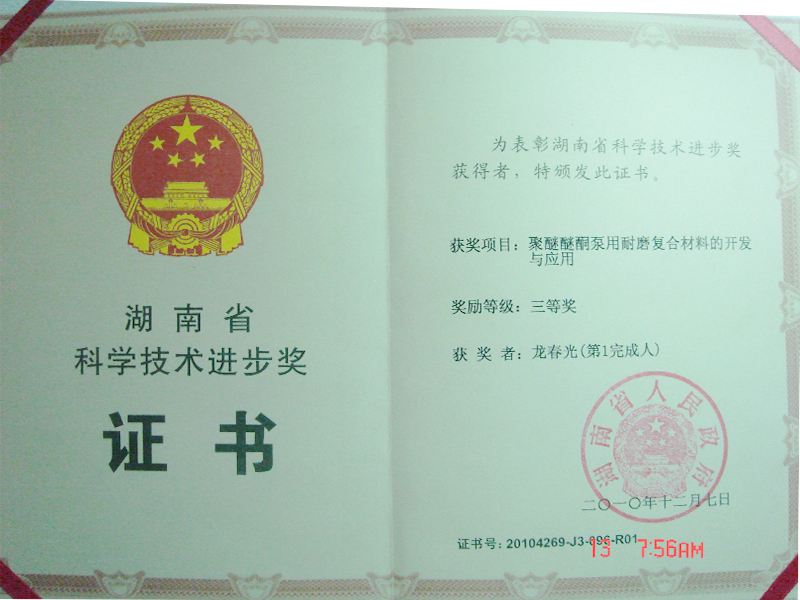 湖南省
科学技术进步奖
证书
为表彰湖南省科学技术进步奖
获得者，特颁发此证书。
获奖项目：聚醚醚酮泵用耐磨复合材料的开发
与应用
奖励等级：三等奖
获奖者：龙春光(第1完成人)
湖南省人民政府
二〇一〇年十二月七日
证书号：20104269-J3-096-R01
13 7:56AM